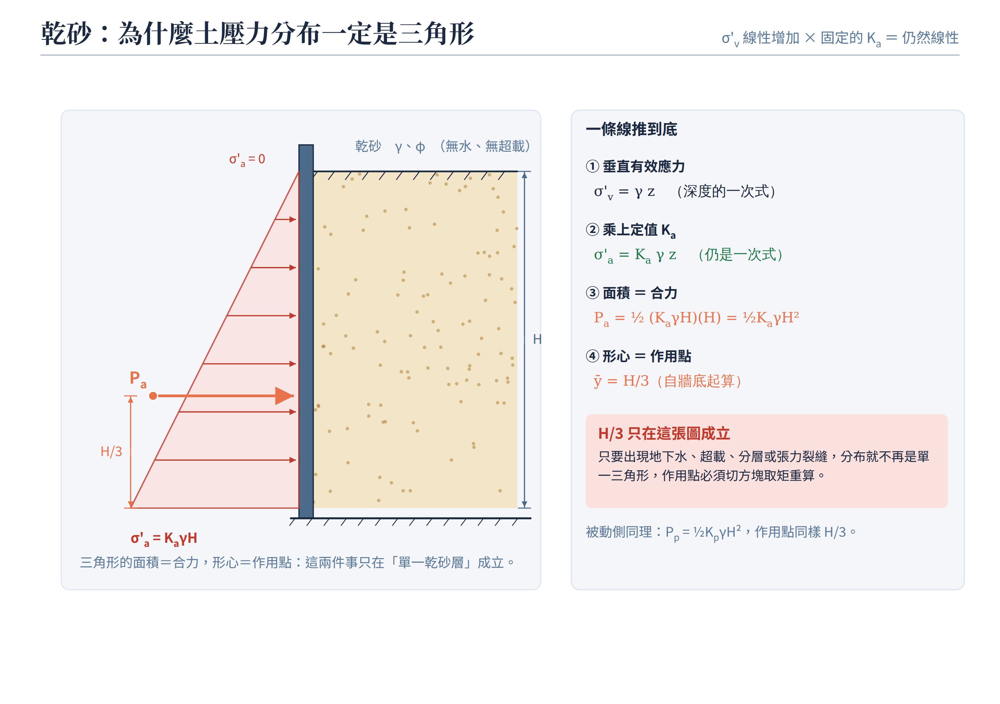 乾砂：為什麼土壓力分布一定是三角形
σ'v 線性增加 × 固定的 Ka ＝ 仍然線性
乾砂　γ、ϕ　（無水、無超載）
σ'a = 0
H
Pa
H/3
σ'a = KaγH
三角形的面積＝合力，形心＝作用點：這兩件事只在「單一乾砂層」成立。
一條線推到底
① 垂直有效應力
σ'v = γ z　（深度的一次式）
② 乘上定值 Ka
σ'a = Ka γ z　（仍是一次式）
③ 面積 ＝ 合力
Pa = ½ (KaγH)(H) = ½KaγH²
④ 形心 ＝ 作用點
ȳ = H/3（自牆底起算）
H/3 只在這張圖成立
只要出現地下水、超載、分層或張力裂縫，分布就不再是單
一三角形，作用點必須切方塊取矩重算。
被動側同理：Pp = ½KpγH²，作用點同樣 H/3。